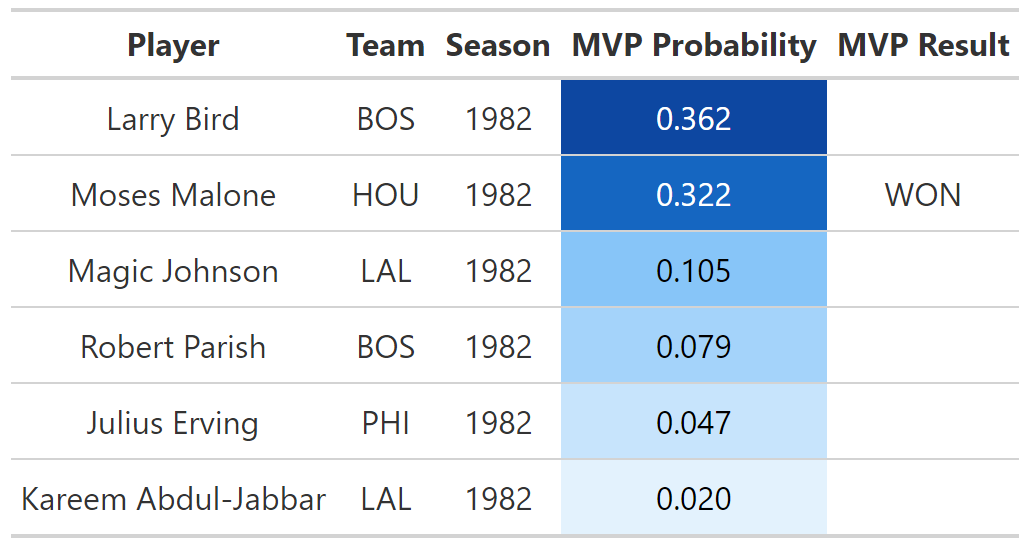 Player Team Season MVP Probability MVP Result
Larry Bird BOS 1982 0.362
Moses Malone HOU 1982 0.322 WON
Magic Johnson LAL 1982 0.105
Robert Parish BOS 1982 0.079
Julius Erving PHI 1982 0.047
Kareem Abdul-Jabbar LAL 1982 0.020